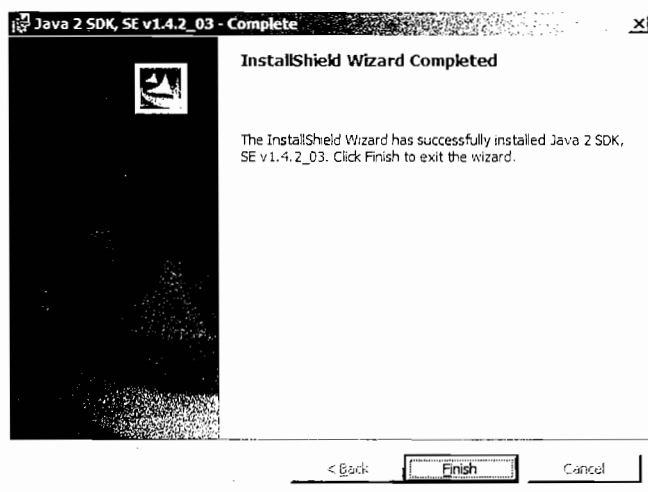 Java 2 SDK, SE v1.4.2_03 - Complete
InstallShield Wizard Completed
The InstallShield Wizard has successfully installed Java 2 SDK,
SE v1.4.2_03. Click Finish to exit the wizard.
< Back Finish Cancel